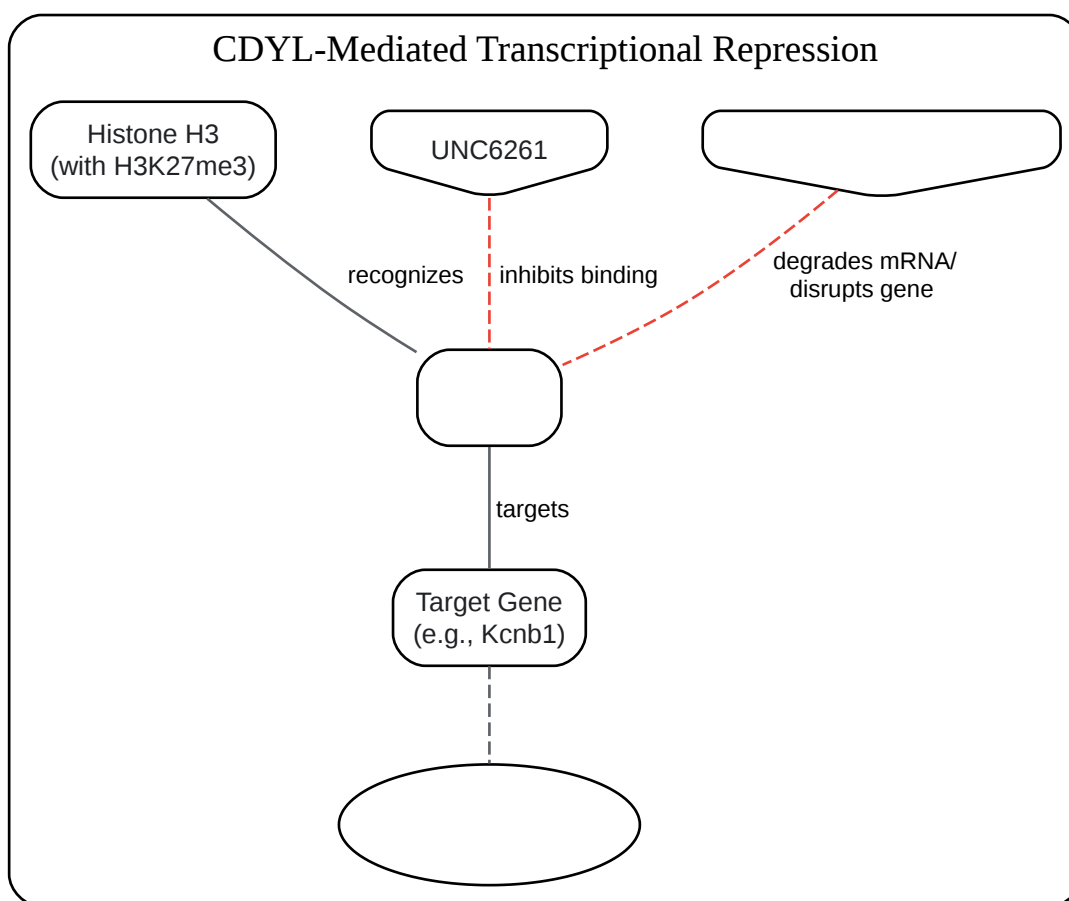 CDYL-Mediated Transcriptional Repression
Histone H3
(with H3K27me3)
UNC6261
recognizes
inhibits binding
degrades mRNA/
disrupts gene
targets
Target Gene
(e.g., Kcnb1)